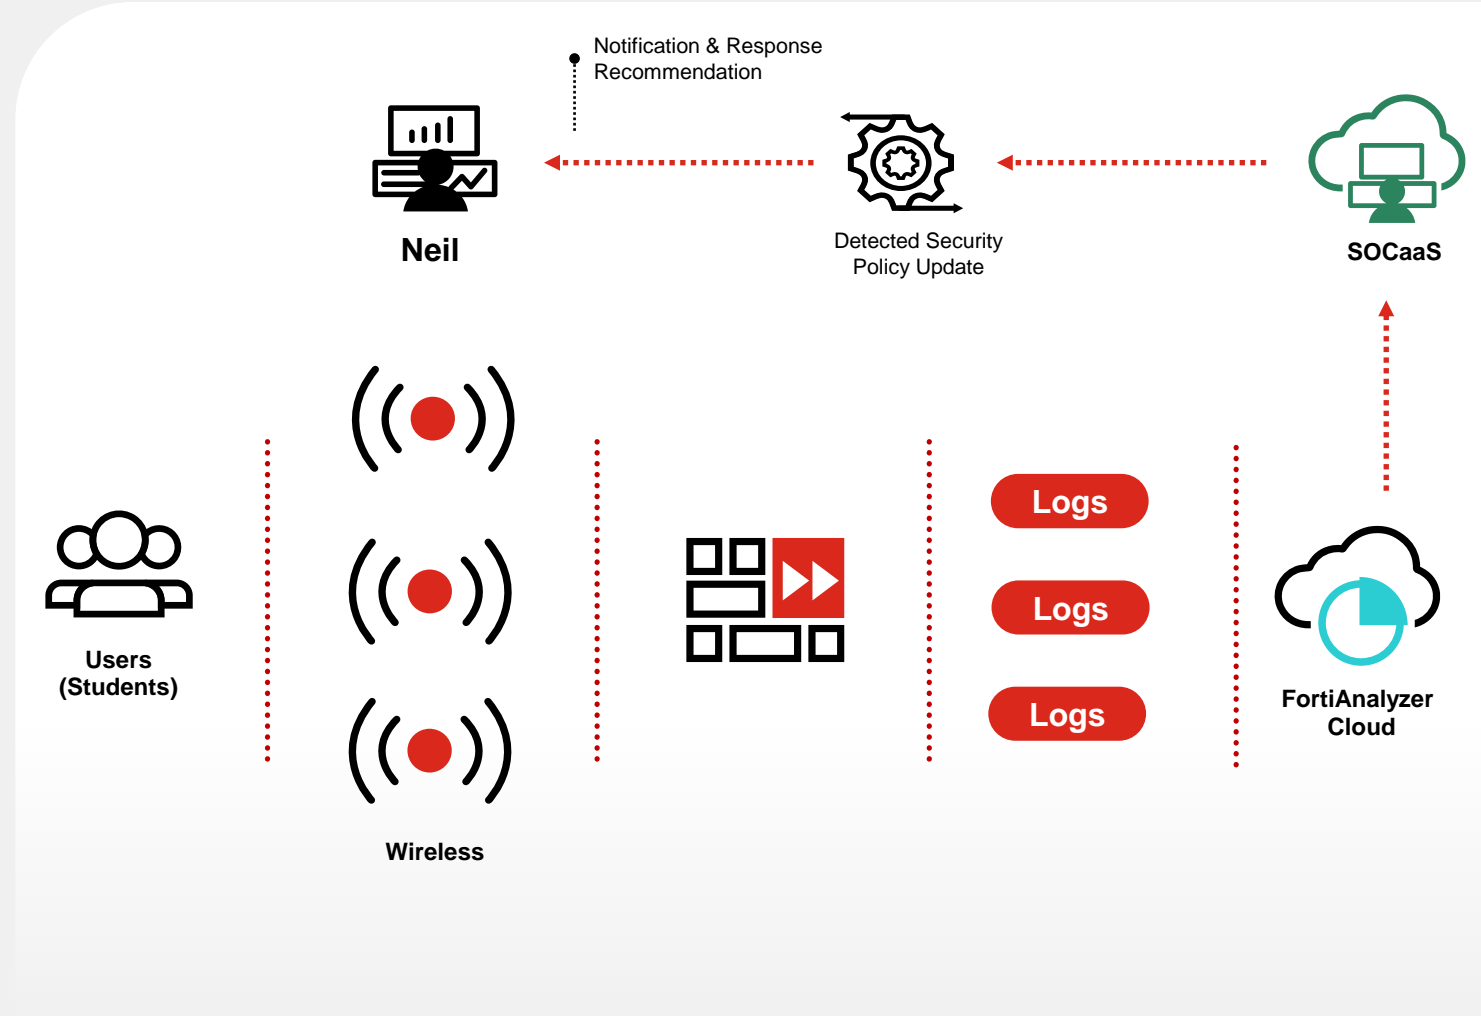 Notification & Response
Recommendation
Neil
Detected Security
Policy Update
SOCaaS
Logs
Logs
Logs
Users
(Students)
FortiAnalyzer
Cloud
Wireless